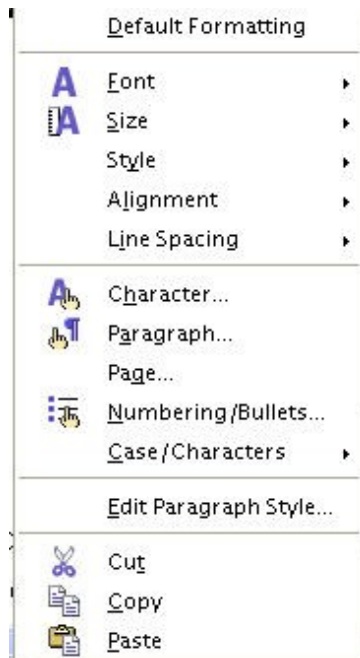 Default Formatting
Font
Size
Style
Alignment
Line Spacing
Character...
Paragraph...
Page...
Numbering/Bullets...
Case/Characters
Edit Paragraph Style...
Cut
Copy
Paste